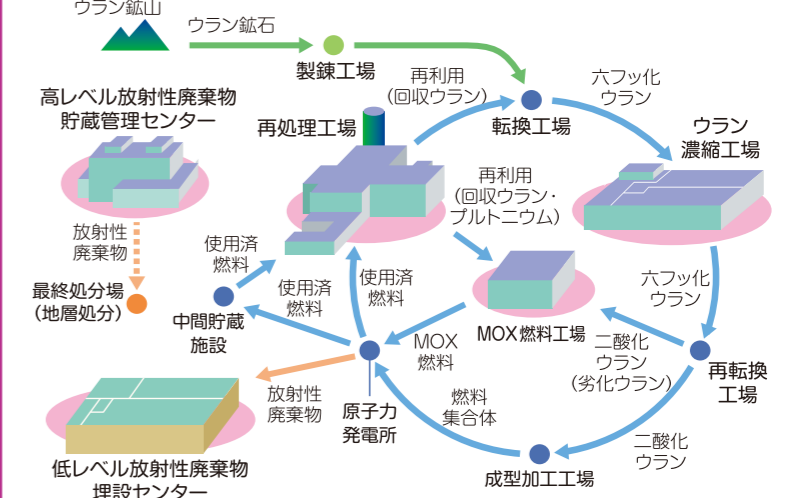 ウラン鉱山
ウラン鉱石
製錬工場
再利用
(回収ウラン)
転換工場
六フッ化
ウラン
ウラン
濃縮工場
高レベル放射性廃棄物
貯蔵管理センター
再処理工場
再利用
(回収ウラン・
プルトニウム)
放射性
廃棄物
最終処分場
(地層処分)
使用済
燃料
中間貯蔵
施設
使用済
燃料
使用済
燃料
MOX燃料工場
MOX
燃料
六フッ化
ウラン
二酸化
ウラン
(劣化ウラン)
再転換
工場
放射性
廃棄物
原子力
発電所
燃料
集合体
二酸化
ウラン
成型加工工場
低レベル放射性廃棄物
埋設センター